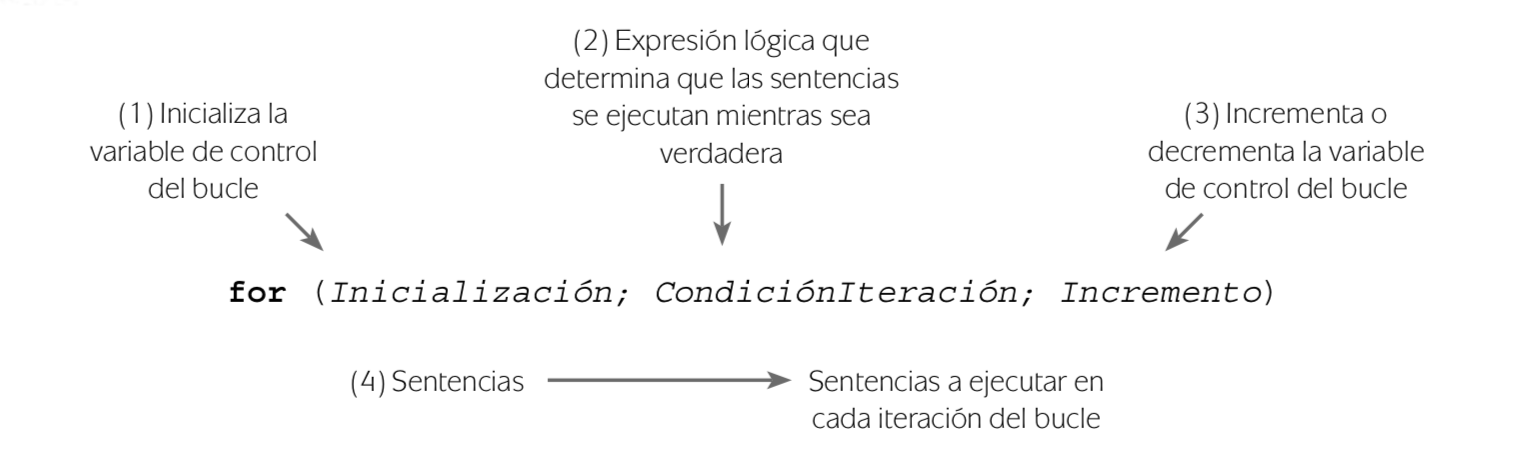 (1) Inicializa la
variable de control
del bucle
(2) Expresión lógica que
determina que las sentencias
se ejecutan mientras sea
verdadera
(3) Incrementa o
decrementa la variable
de control del bucle
for (Inicialización; CondiciónIteración; Incremento)
(4) Sentencias
Sentencias a ejecutar en
cada iteración del bucle